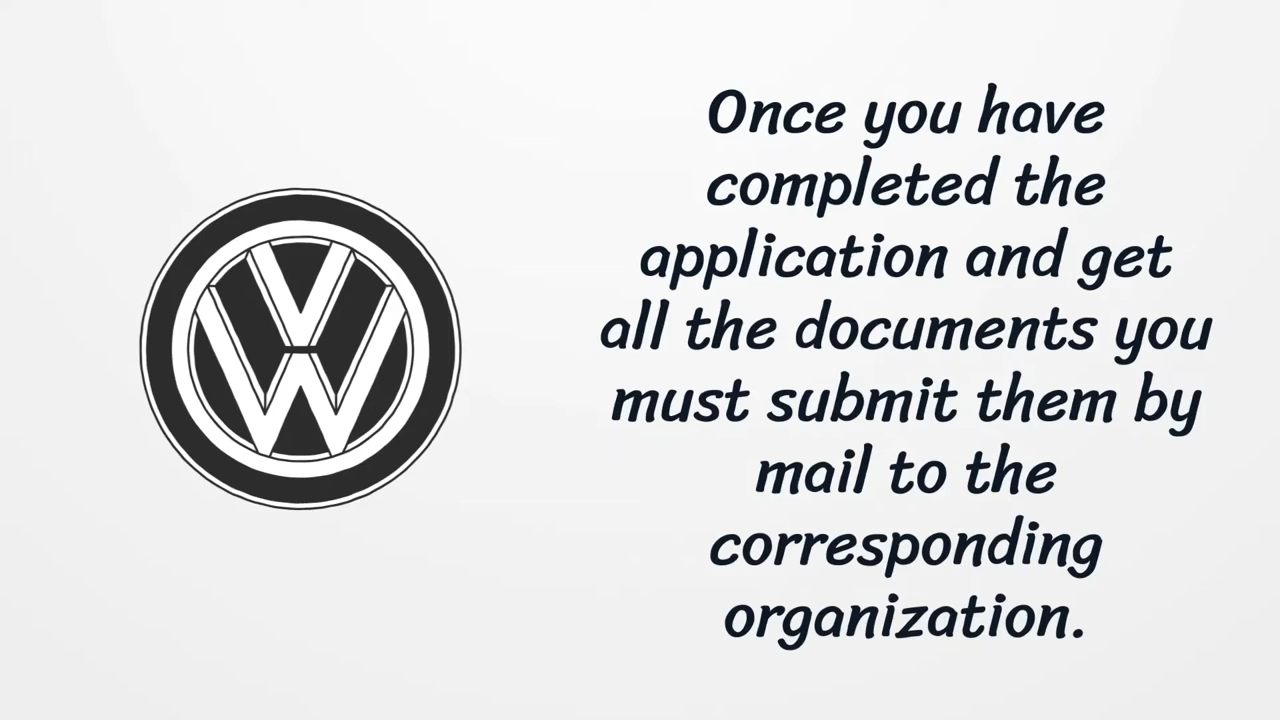 Once you have
completed the
application and get
all the documents you
must submit them by
mail to the
corresponding
organization.